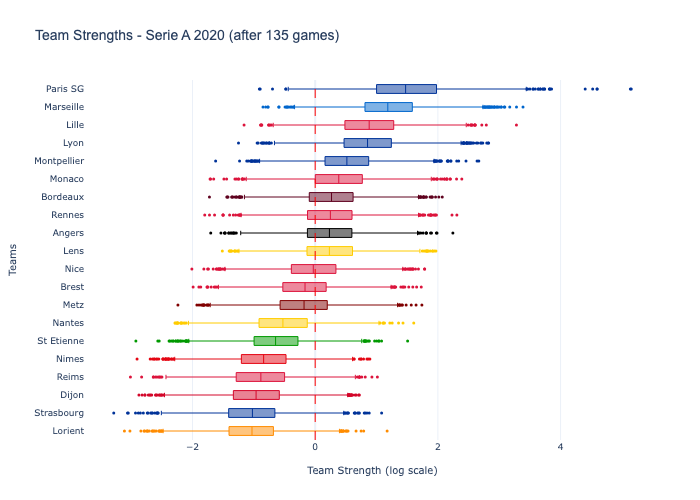 Team Strengths - Serie A 2020 (after 135 games)
Paris SG
Marseille
Lille
Lyon
Montpellier
Monaco
Bordeaux
Rennes
Angers
Lens
Nice
Brest
Metz
Nantes
St Etienne
Nimes
Reims
Dijon
Strasbourg
Lorient
Teams
−2 0 2 4
Team Strength (log scale)